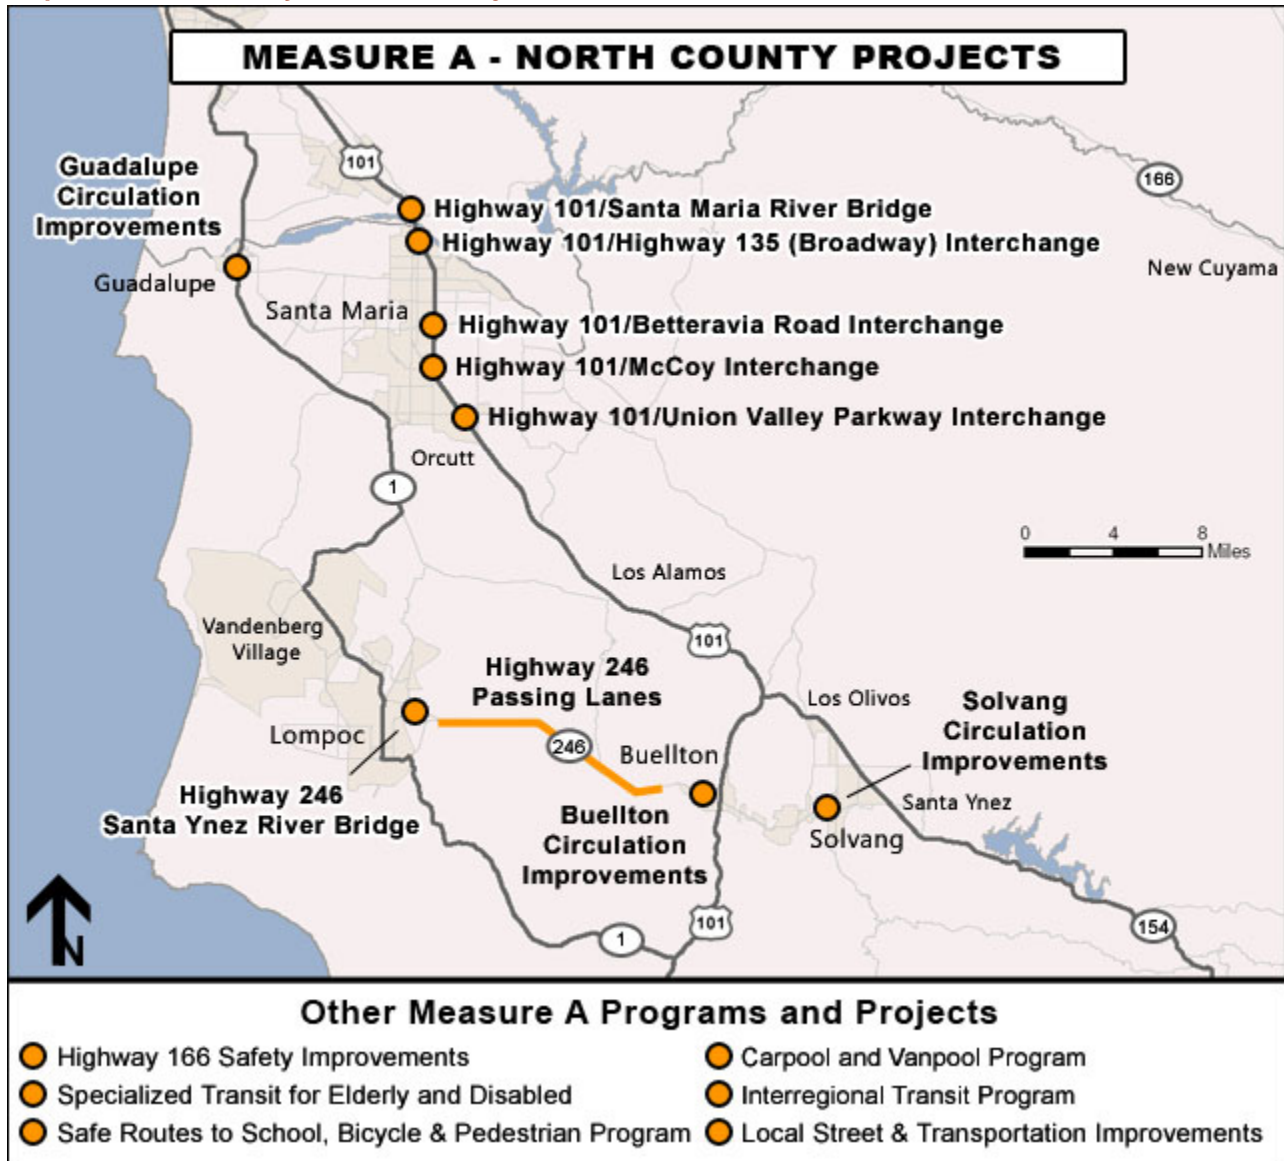 MEASURE A - NORTH COUNTY PROJECTS
101
166
Guadalupe
Circulation
Improvements
Highway 101/Santa Maria River Bridge
Highway 101/Highway 135 (Broadway) Interchange
New Cuyama
Guadalupe
Santa Maria
Highway 101/Betteravia Road Interchange
Highway 101/McCoy Interchange
Highway 101/Union Valley Parkway Interchange
Orcutt
1
0 4 8
Miles
Los Alamos
Vandenberg
Village
101
Highway 246
Passing Lanes
Los Olivos
Solvang
Circulation
Improvements
Lompoc
246
Buellton
Highway 246
Santa Ynez River Bridge
Buellton
Circulation
Improvements
Santa Ynez
Solvang
101
1
154
N
Other Measure A Programs and Projects
Highway 166 Safety Improvements
Specialized Transit for Elderly and Disabled
Safe Routes to School, Bicycle & Pedestrian Program
Carpool and Vanpool Program
Interregional Transit Program
Local Street & Transportation Improvements